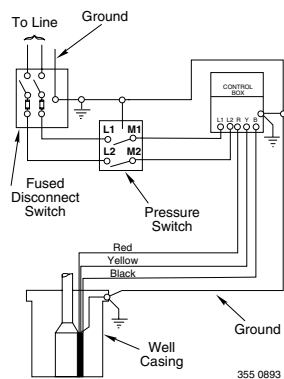 To Line
Ground
CONTROL
BOX
L1 L2 R Y B
L1 M1
L2 M2
Fused
Disconnect
Switch
Pressure
Switch
Red
Yellow
Black
Ground
Well
Casing
355 0893